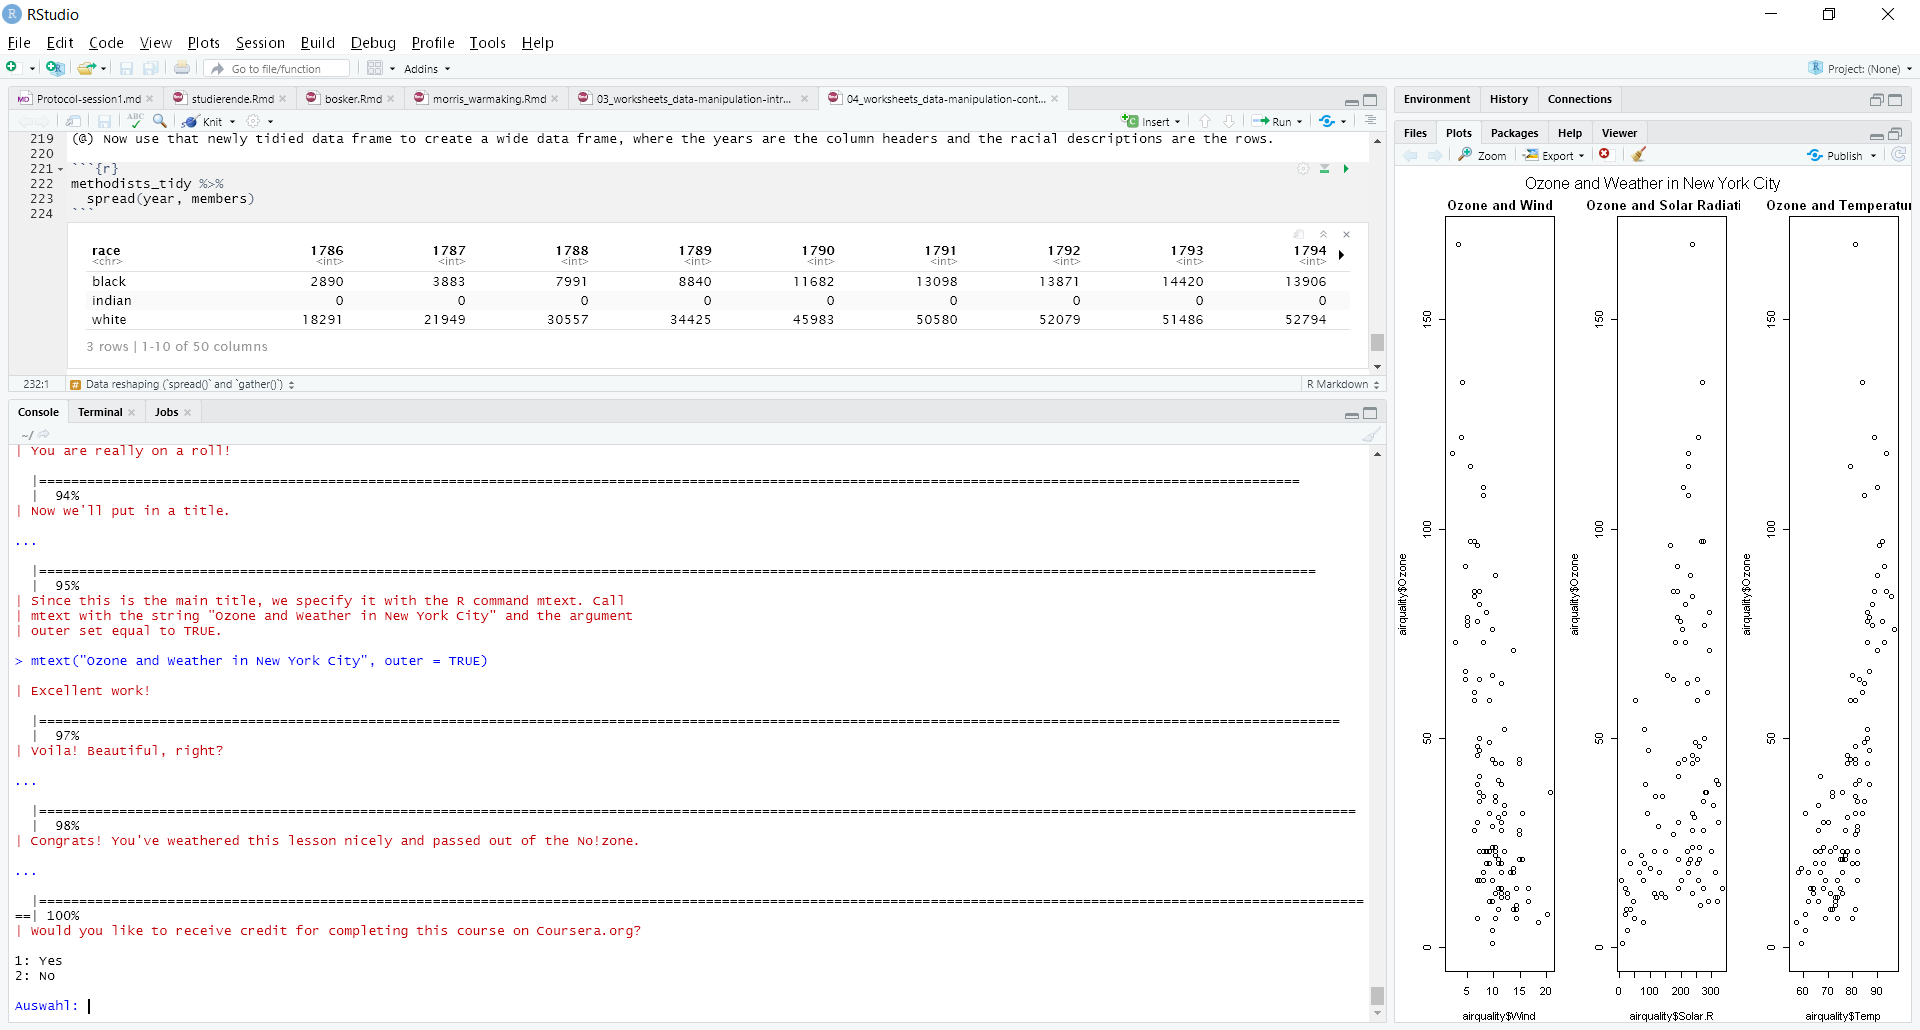 RStudio
File Edit Code View Plots Session Build Debug Profile Tools Help
Go to file/function Addins Project: (None)
Protocol-session1.md studierende.Rmd bosker.Rmd morris_warmaking.Rmd 03_worksheets_data-manipulation-intr... 04_worksheets_data-manipulation-cont...
ABC Knit Insert Run
219 (@) Now use that newly tidied data frame to create a wide data frame, where the years are the column headers and the racial descriptions are the rows.
220
221 ```{r}
222 methodists_tidy %>%
223 spread(year, members)
224 ```
race 1786 1787 1788 1789 1790 1791 1792 1793 1794
<chr> <int> <int> <int> <int> <int> <int> <int> <int> <int>
black 2890 3883 7991 8840 11682 13098 13871 14420 13906
indian 0 0 0 0 0 0 0 0 0
white 18291 21949 30557 34425 45983 50580 52079 51486 52794
3 rows | 1-10 of 50 columns
232:1 # Data reshaping (`spread()` and `gather()`) R Markdown
Console Terminal Jobs
~/
| You are really on a roll!
|==============================
| 94%
| Now we'll put in a title.
...
|==============================
| 95%
| Since this is the main title, we specify it with the R command mtext. Call
| mtext with the string "Ozone and Weather in New York City" and the argument
| outer set equal to TRUE.
> mtext("Ozone and Weather in New York City", outer = TRUE)
| Excellent work!
|==============================
| 97%
| Voila! Beautiful, right?
...
|==============================
| 98%
| Congrats! You've weathered this lesson nicely and passed out of the No!zone.
...
|==============================
==| 100%
| Would you like to receive credit for completing this course on Coursera.org?
1: Yes
2: No
Auswahl:
Environment History Connections
Files Plots Packages Help Viewer
Zoom Export Publish
Ozone and Weather in New York City
Ozone and Wind
airquality$Ozone
0 50 100 150
5 10 15 20
airquality$Wind
Ozone and Solar Radiati
airquality$Ozone
0 50 100 150
0 100 200 300
airquality$Solar.R
Ozone and Temperatur
airquality$Ozone
0 50 100 150
60 70 80 90
airquality$Temp